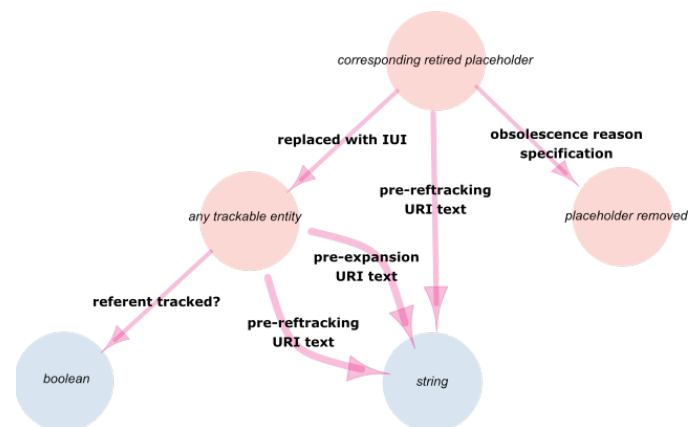 corresponding retired placeholder
replaced with IUI
obsolescence reason
specification
pre-reftracking
URI text
any trackable entity
placeholder removed
pre-expansion
URI text
referent tracked?
pre-reftracking
URI text
boolean
string